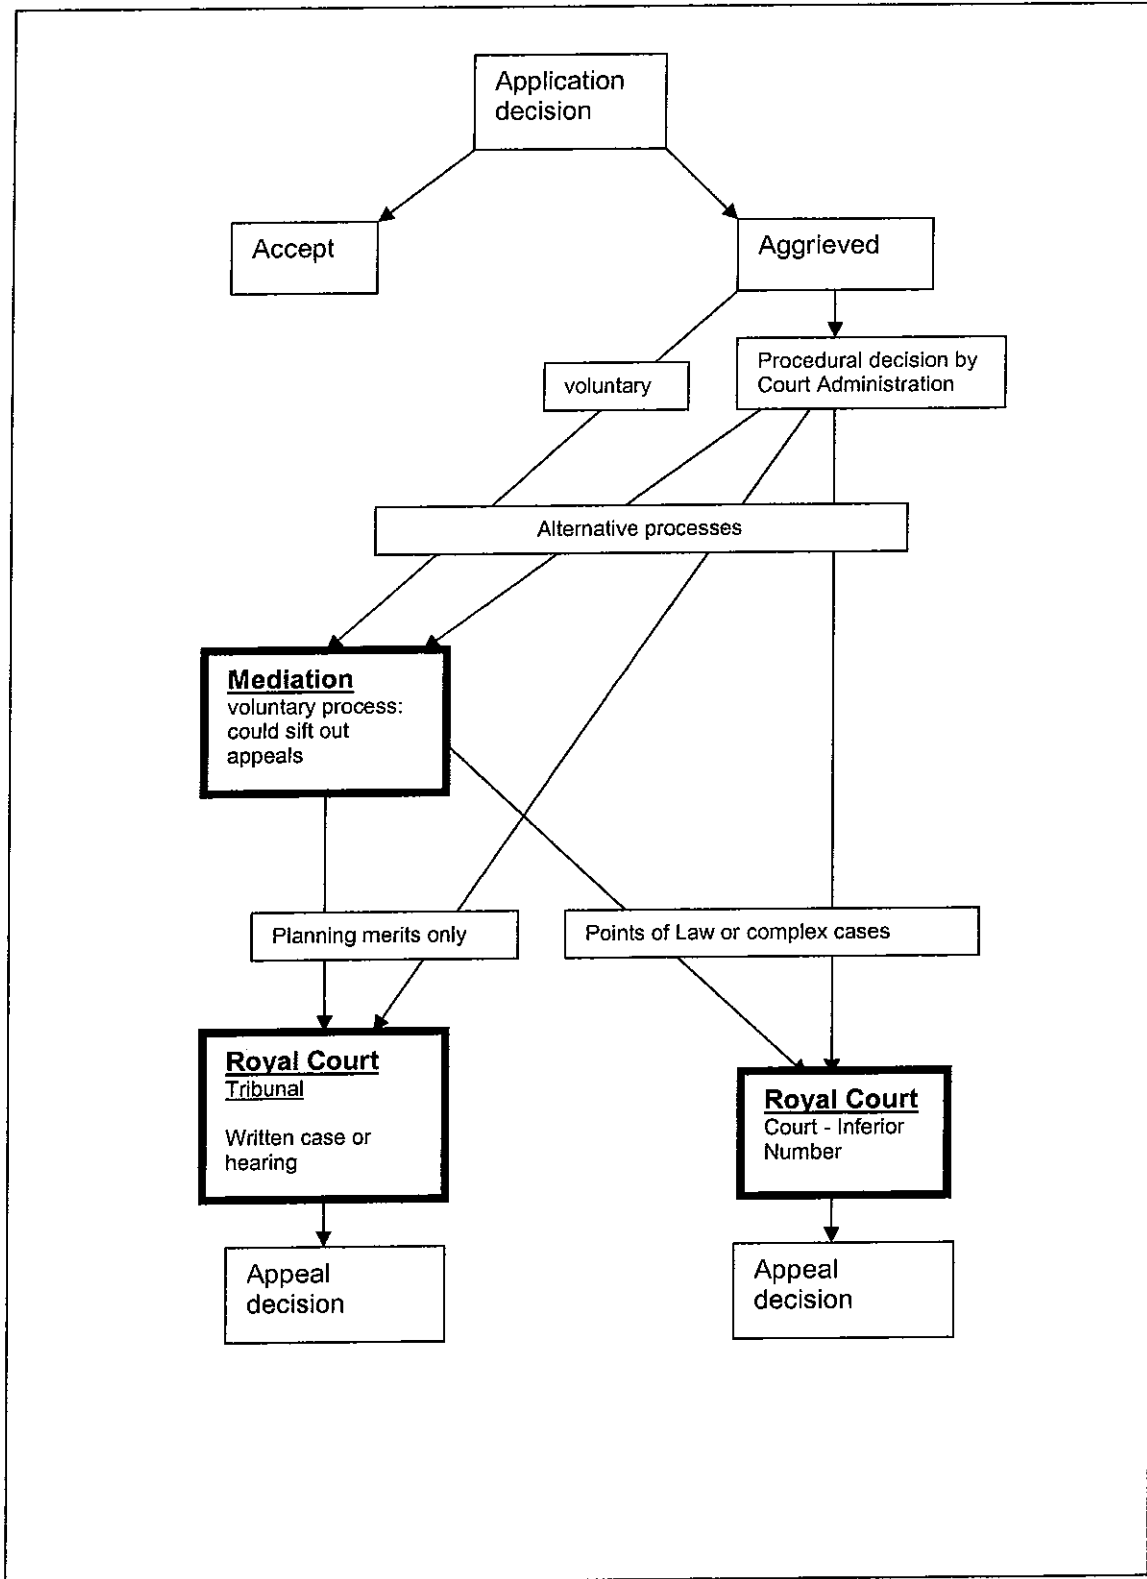 Application
decision
Accept
Aggrieved
voluntary
Procedural decision by
Court Administration
Alternative processes
Mediation
voluntary process:
could sift out
appeals
Planning merits only
Points of Law or complex cases
Royal Court
Tribunal
Written case or
hearing
Royal Court
Court - Inferior
Number
Appeal
decision
Appeal
decision